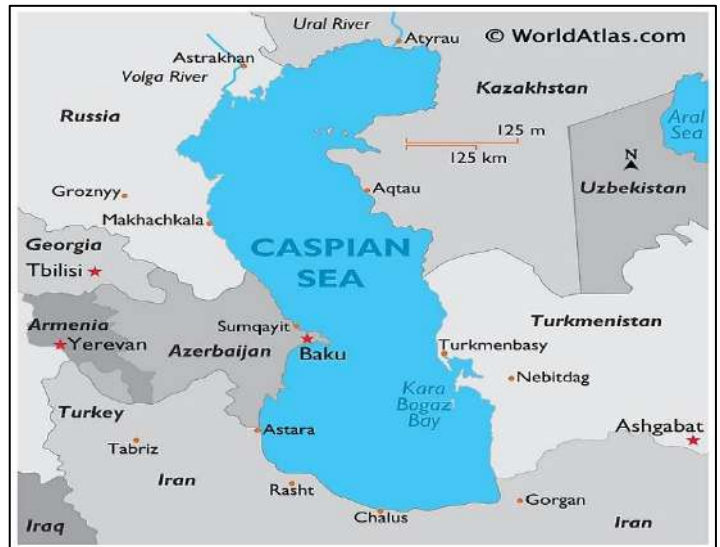 Ural River
Atyrau
© WorldAtlas.com
Astrakhan
Volga River
Kazakhstan
Russia
125 m
125 km
Aral
Sea
N
Uzbekistan
Groznyy
Aqtau
Makhachkala
CASPIAN
SEA
Georgia
Tbilisi
Armenia
Yerevan
Sumqayit
Baku
Azerbaijan
Turkmenistan
Turkmenbasy
Nebitdag
Kara
Bogaz
Bay
Turkey
Tabriz
Astara
Ashgabat
Iran
Rasht
Chalus
Gorgan
Iraq
Iran